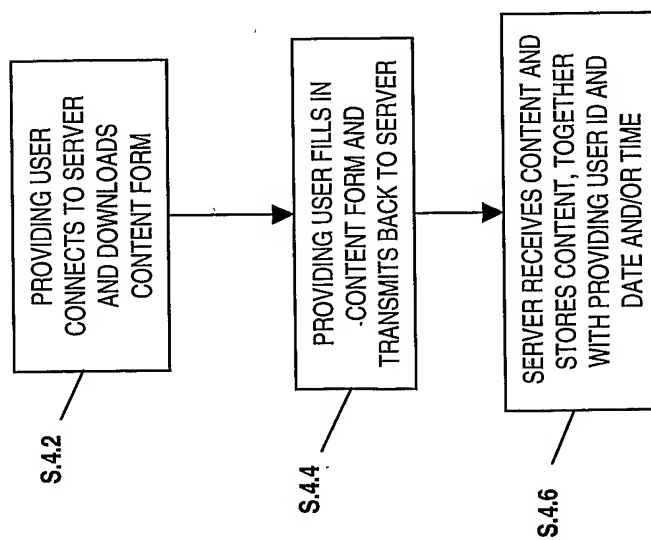 S.4.2
PROVIDING USER
CONNECTS TO SERVER
AND DOWNLOADS
CONTENT FORM
S.4.4
PROVIDING USER FILLS IN
CONTENT FORM AND
TRANSMITS BACK TO SERVER
S.4.6
SERVER RECEIVES CONTENT AND
STORES CONTENT, TOGETHER
WITH PROVIDING USER ID AND
DATE AND/OR TIME